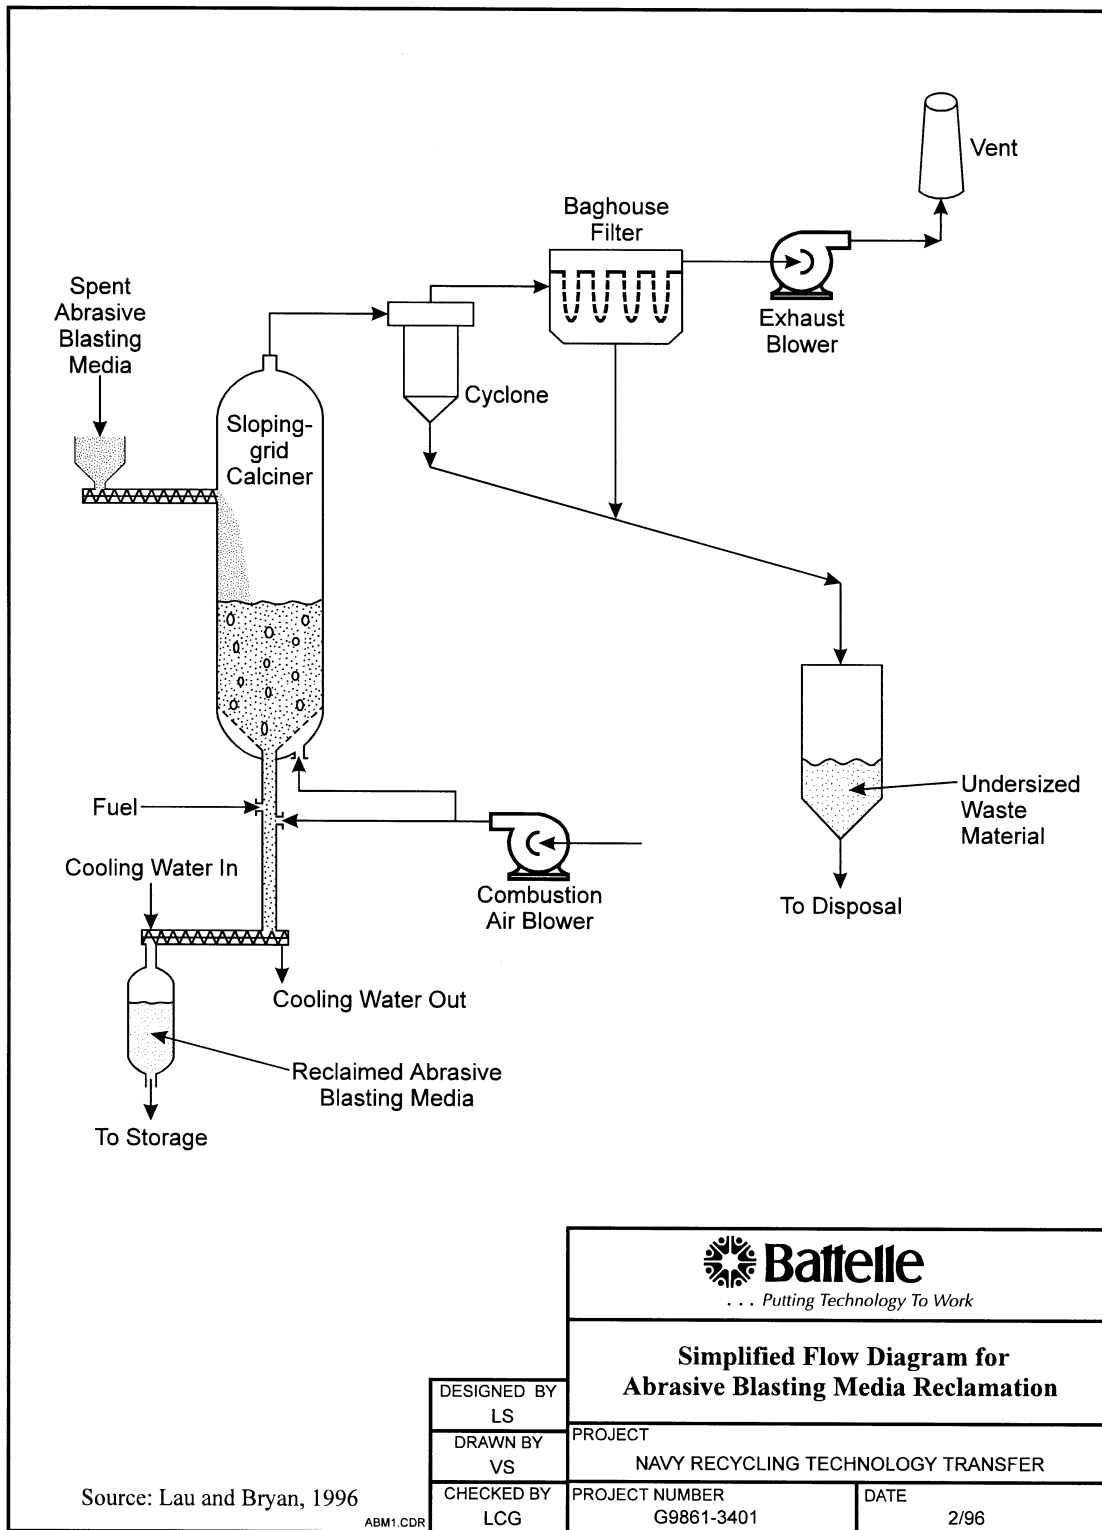 Vent
Baghouse
Filter
Exhaust
Blower
Spent
Abrasive
Blasting
Media
Cyclone
Sloping-
grid
Calciner
Undersized
Waste
Material
Fuel
Cooling Water In
Combustion
Air Blower
To Disposal
Cooling Water Out
Reclaimed Abrasive
Blasting Media
To Storage
Battelle
. . . Putting Technology To Work
Simplified Flow Diagram for
Abrasive Blasting Media Reclamation
DESIGNED BY
LS
DRAWN BY
VS
PROJECT
NAVY RECYCLING TECHNOLOGY TRANSFER
Source: Lau and Bryan, 1996
ABM1.CDR
CHECKED BY
LCG
PROJECT NUMBER
G9861-3401
DATE
2/96